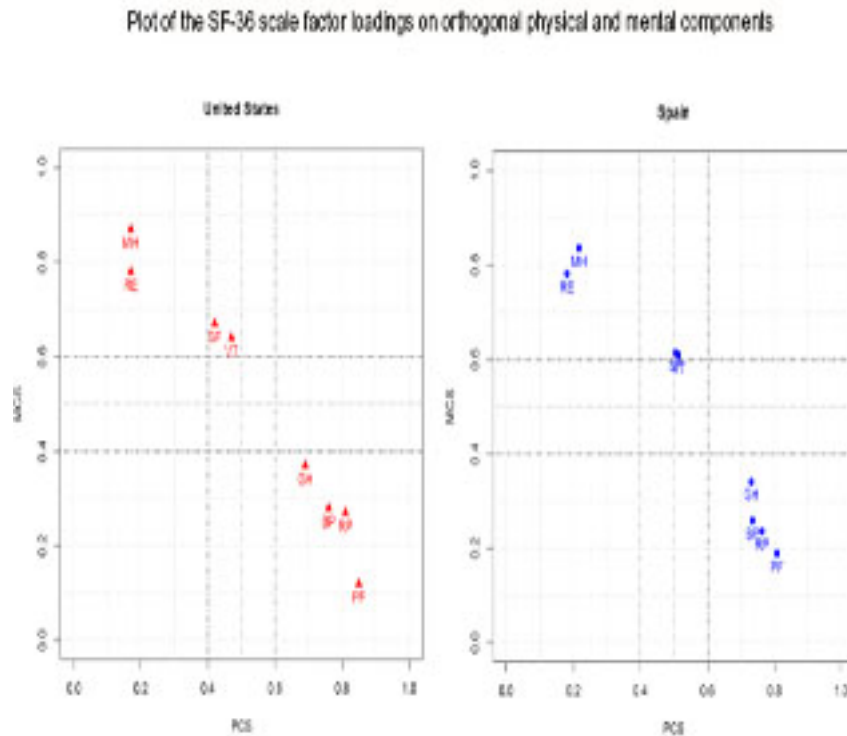 Plot of the SF-36 scale factor loadings on orthogonal physical and mental components
United States
1.0
0.8
0.6
0.4
0.2
0.0
MCS
MH
RE
SF
VT
GH
BP
RP
PF
0.0 0.2 0.4 0.6 0.8 1.0
PCS
Spain
1.0
0.8
0.6
0.4
0.2
0.0
MCS
MH
RE
GH
BP
RP
PF
0.0 0.2 0.4 0.6 0.8 1.0
PCS